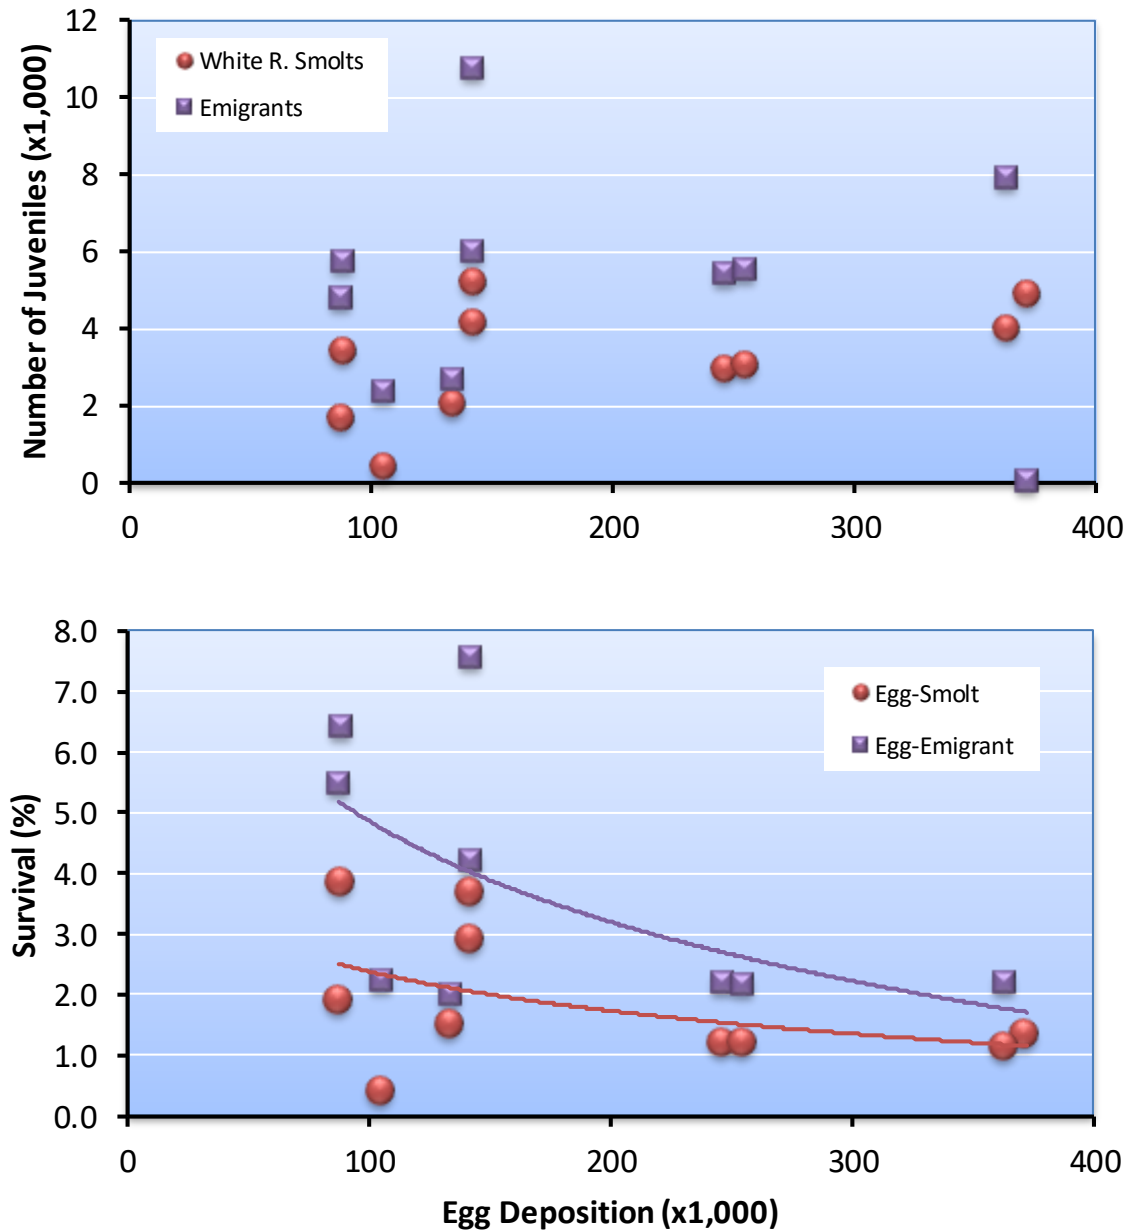 Number of Juveniles (x1,000)
12
10
8
6
4
2
0
White R. Smolts
Emigrants
0 100 200 300 400
Survival (%)
8.0
7.0
6.0
5.0
4.0
3.0
2.0
1.0
0.0
Egg-Smolt
Egg-Emigrant
0 100 200 300 400
Egg Deposition (x1,000)